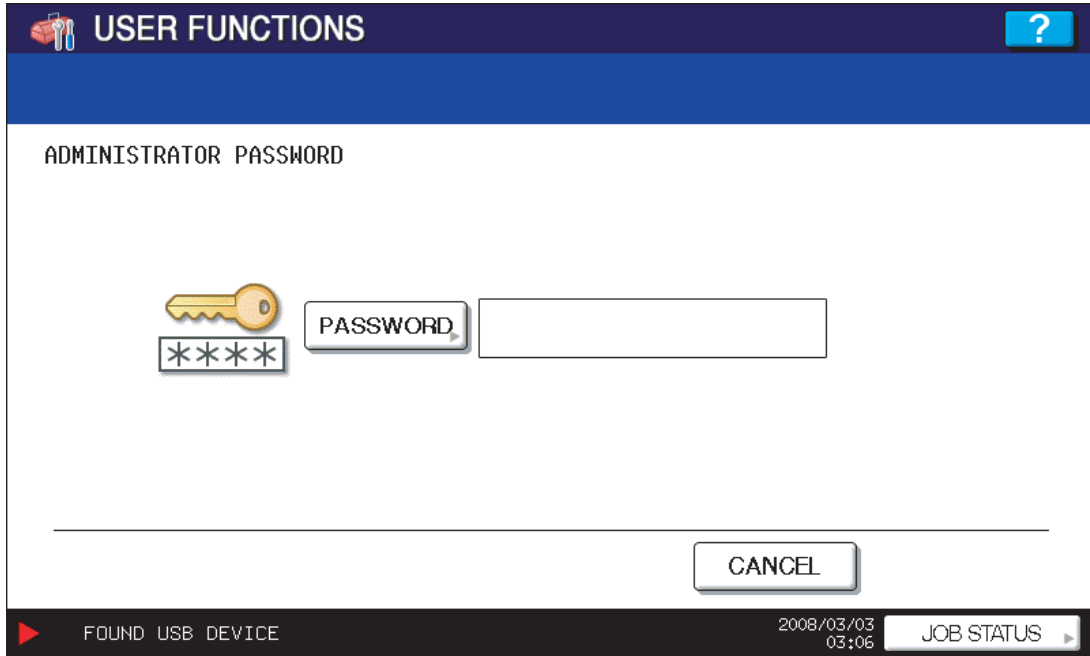 USER FUNCTIONS
?
ADMINISTRATOR PASSWORD
PASSWORD
****
CANCEL
FOUND USB DEVICE
2008/03/03
03:06
JOB STATUS